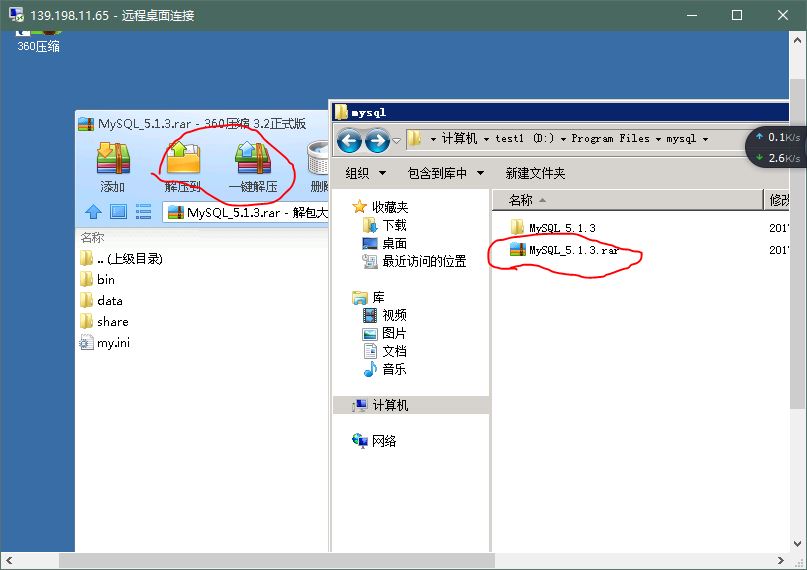 139.198.11.65 - 远程桌面连接
360压缩
MySQL_5.1.3.rar - 360压缩 3.2正式版
添加
解压到
一键解压
删除
MySQL_5.1.3.rar - 解包大
名称
.. (上级目录)
bin
data
share
my.ini
mysql
计算机
test1 (D:)
Program Files
mysql
0.1K/s
2.6K/s
组织
包含到库中
新建文件夹
收藏夹
下载
桌面
最近访问的位置
库
视频
图片
文档
音乐
计算机
网络
名称
修改
MySQL_5.1.3
2017
MySQL_5.1.3.rar
2017